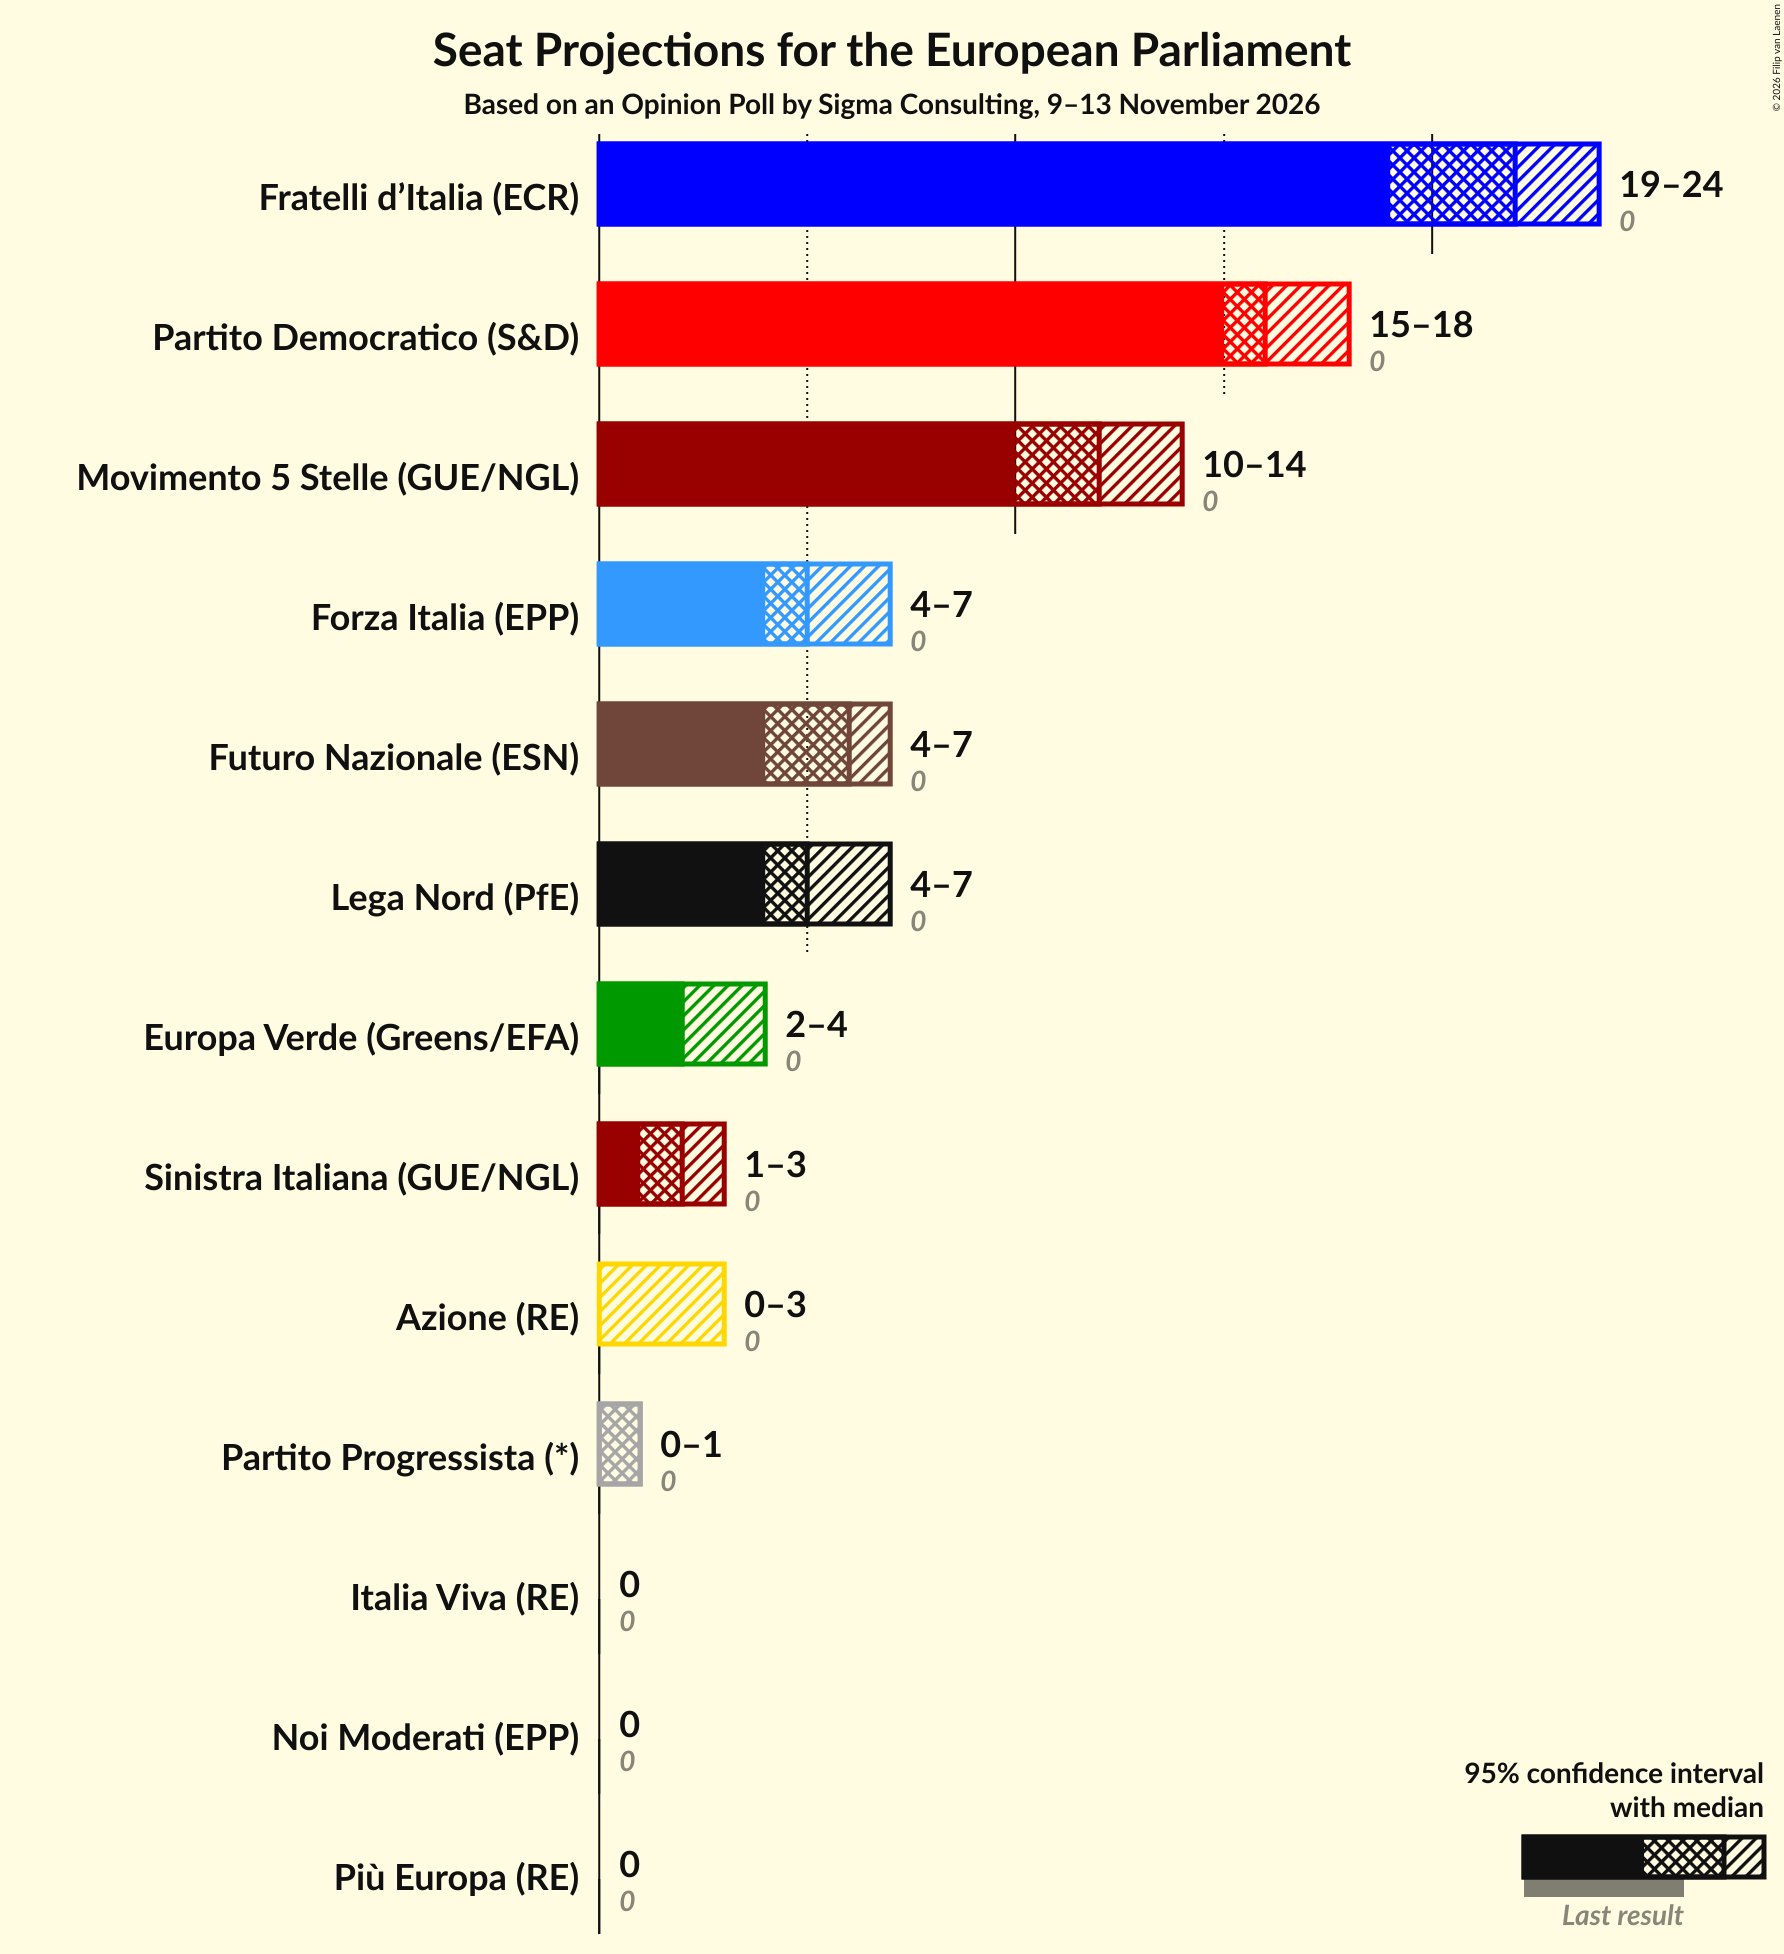 Seat Projections for the European Parliament
Based on an Opinion Poll by Sigma Consulting, 9–13 November 2026
© 2026 Filip van Laenen
Fratelli d’Italia (ECR)
19–24
0
Partito Democratico (S&D)
15–18
0
Movimento 5 Stelle (GUE/NGL)
10–14
0
Forza Italia (EPP)
4–7
0
Futuro Nazionale (ESN)
4–7
0
Lega Nord (PfE)
4–7
0
Europa Verde (Greens/EFA)
2–4
0
Sinistra Italiana (GUE/NGL)
1–3
0
Azione (RE)
0–3
0
Partito Progressista (*)
0–1
0
Italia Viva (RE)
0
0
Noi Moderati (EPP)
0
0
Più Europa (RE)
0
0
95% confidence interval
with median
Last result